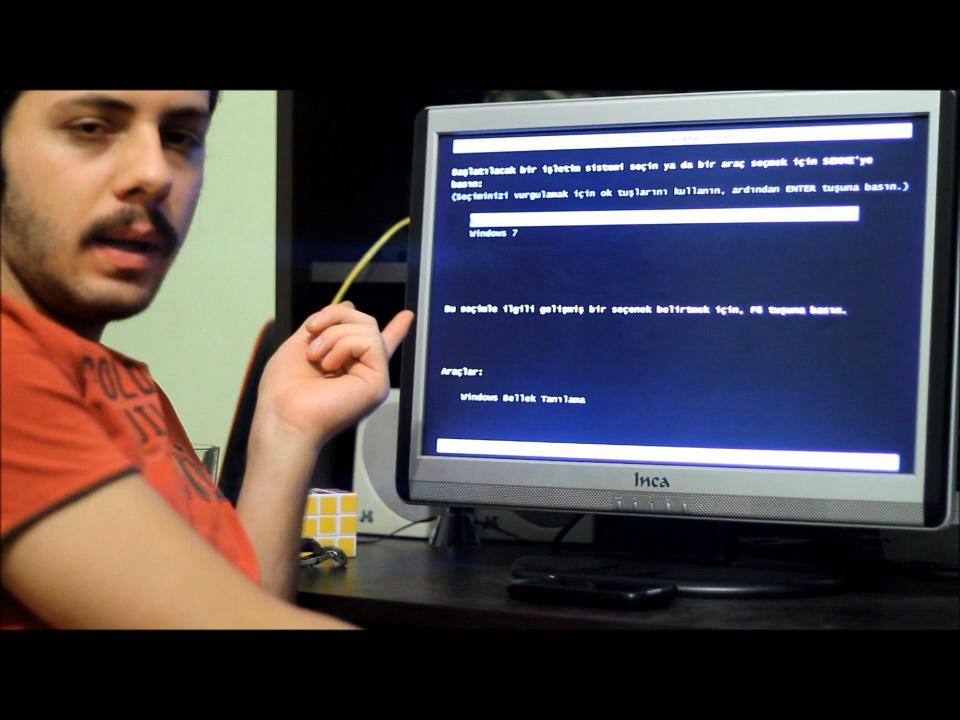 Başlatılacak bir işletim sistemi seçin ya da bir araç seçmek için SEKME'ye
basın:
(Seçiminizi vurgulamak için ok tuşlarını kullanın, ardından ENTER tuşuna basın.)
Windows 7
Bu seçimle ilgili gelişmiş bir seçenek belirtmek için, F8 tuşuna basın.
Araçlar:
Windows Bellek Tanılama
Inca